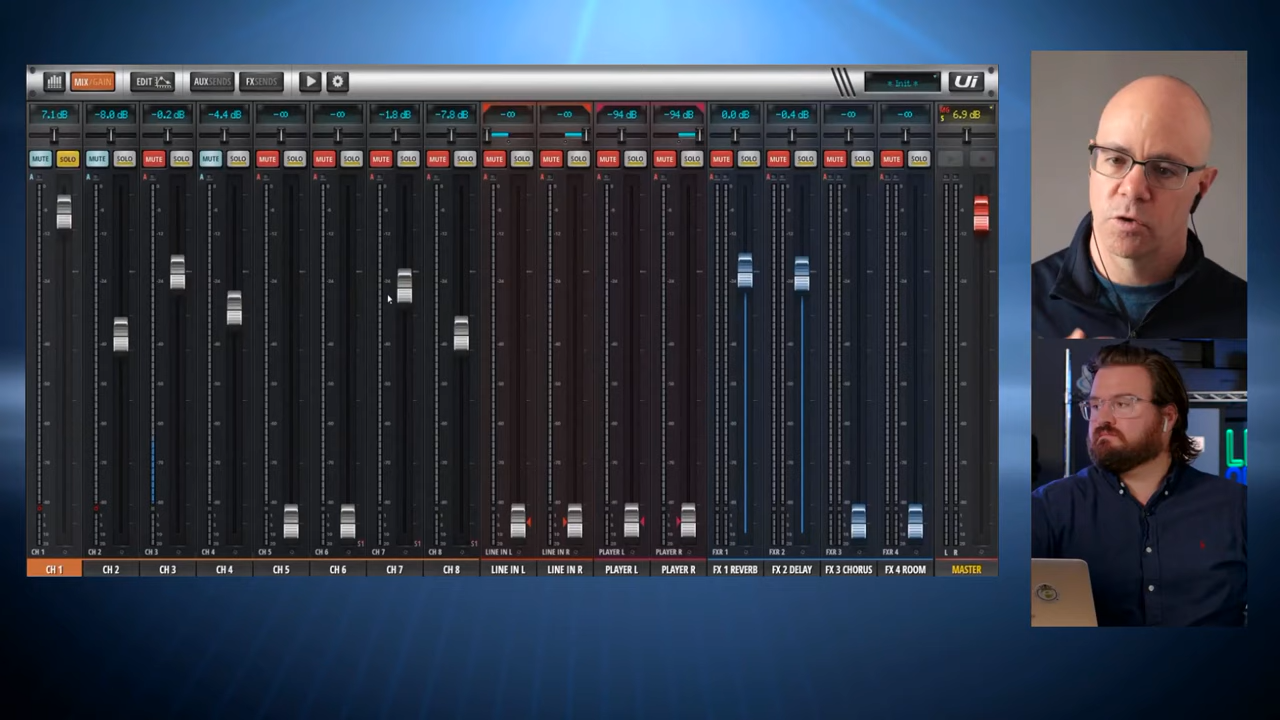 MIX/GAIN EDIT AUX SENDS FX SENDS * Init * Ui
7.1 dB -8.0 dB -0.2 dB -4.4 dB -∞ -∞ -1.8 dB -7.8 dB -∞ -∞ -94 dB -94 dB 0.0 dB -0.4 dB -∞ -∞ 6.9 dB
MUTE SOLO MUTE SOLO MUTE SOLO MUTE SOLO MUTE SOLO MUTE SOLO MUTE SOLO MUTE SOLO MUTE SOLO MUTE SOLO MUTE SOLO MUTE SOLO MUTE SOLO MUTE SOLO MUTE SOLO MUTE SOLO
CH 1 CH 2 CH 3 CH 4 CH 5 CH 6 S1 CH 7 S1 CH 8 S1 LINE IN L LINE IN R PLAYER L PLAYER R FXR 1 FXR 2 FXR 3 FXR 4 L R
CH 1 CH 2 CH 3 CH 4 CH 5 CH 6 CH 7 CH 8 LINE IN L LINE IN R PLAYER L PLAYER R FX 1 REVERB FX 2 DELAY FX 3 CHORUS FX 4 ROOM MASTER